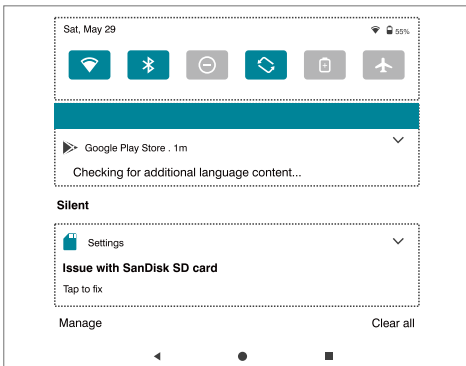 Sat, May 29
55%
Google Play Store . 1m
Checking for additional language content...
Silent
Settings
Issue with SanDisk SD card
Tap to fix
Manage
Clear all